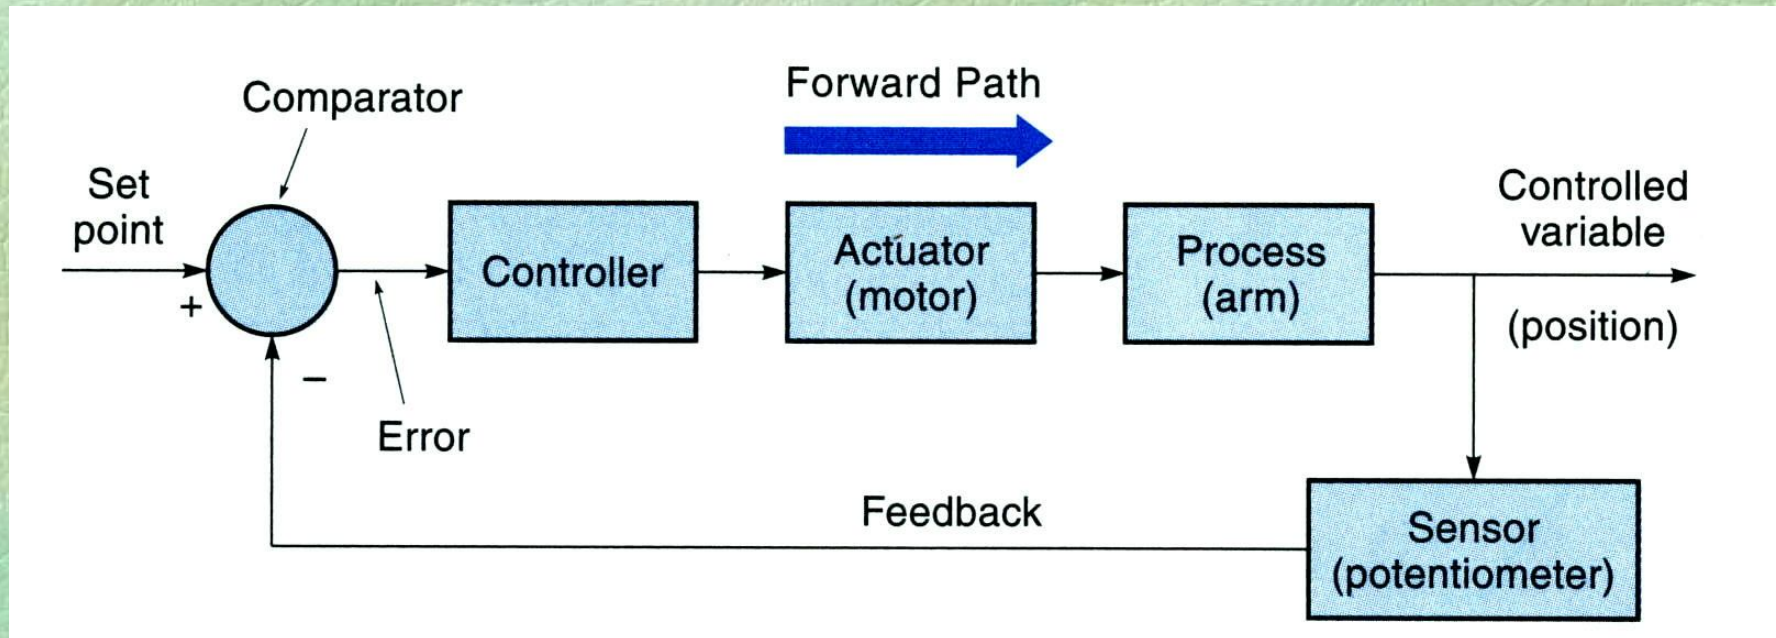 Forward Path
Comparator
Set
point
+
–
Error
Controller
Actuator
(motor)
Process
(arm)
Controlled
variable
(position)
Feedback
Sensor
(potentiometer)